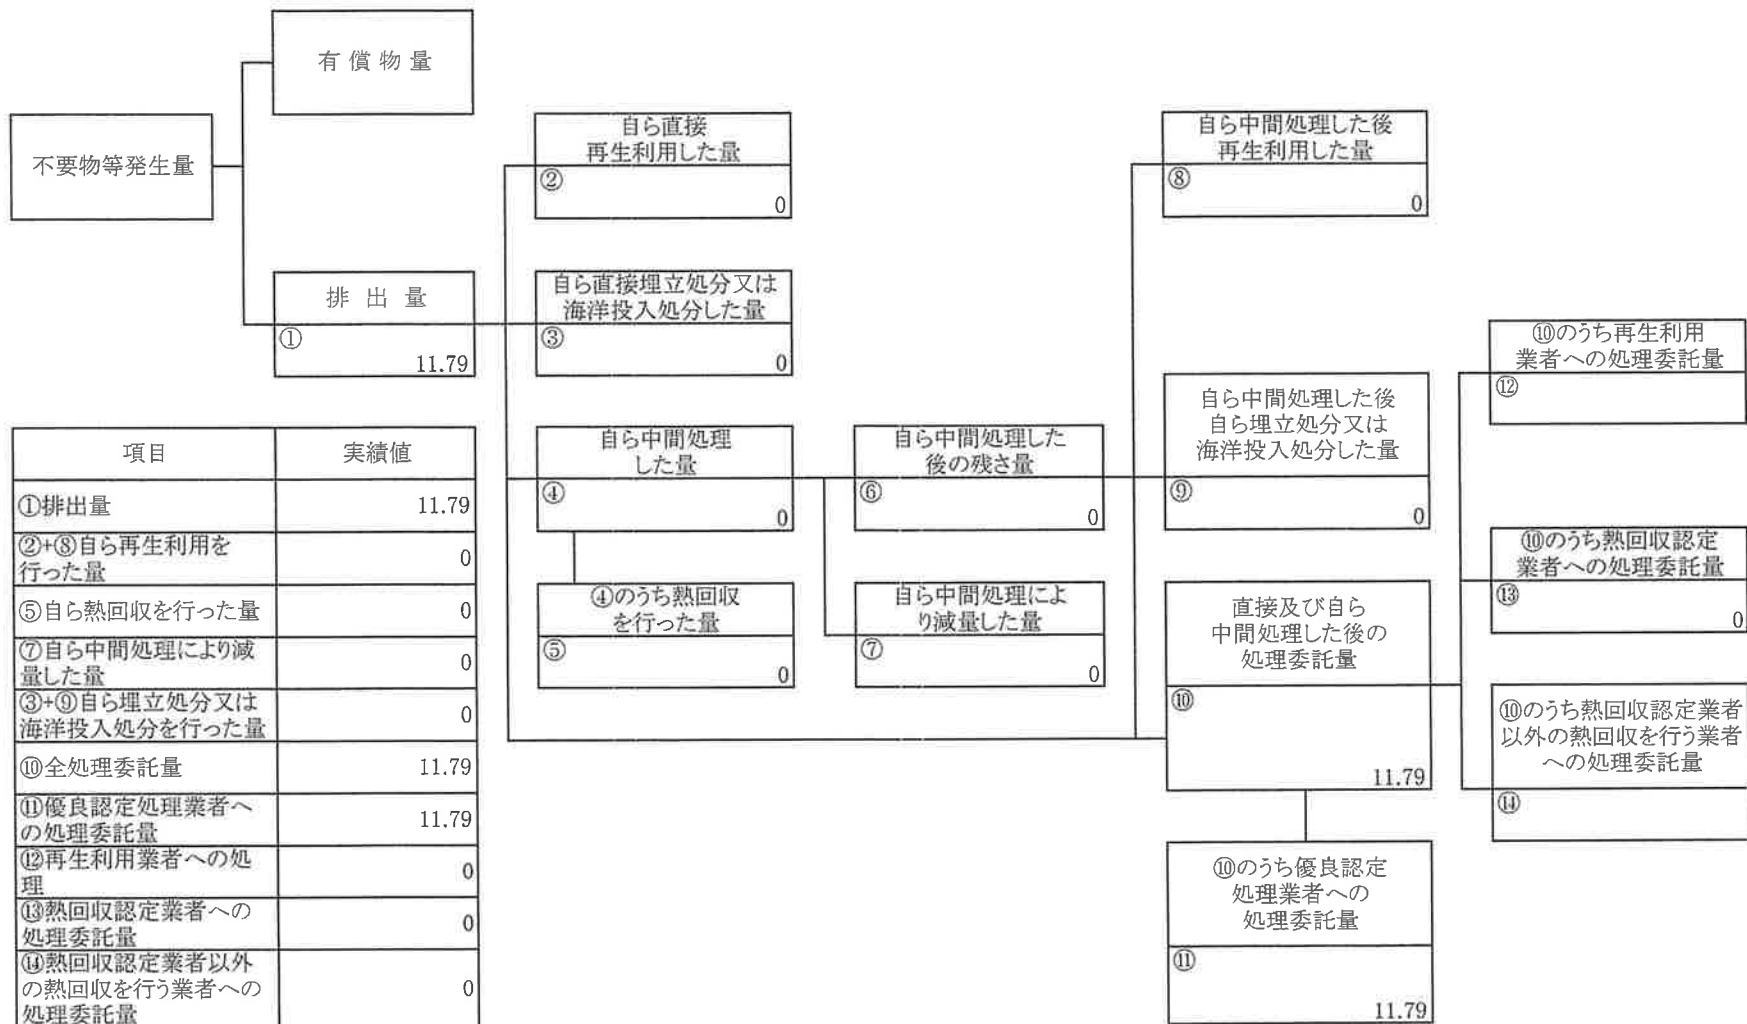 有償物量
不要物等発生量
排出量
①
11.79
自ら直接
再生利用した量
②
0
自ら直接埋立処分又は
海洋投入処分した量
③
0
自ら中間処理
した量
④
0
④のうち熱回収
を行った量
⑤
0
自ら中間処理した
後の残さ量
⑥
0
自ら中間処理によ
り減量した量
⑦
0
自ら中間処理した後
再生利用した量
⑧
0
自ら中間処理した後
自ら埋立処分又は
海洋投入処分した量
⑨
0
直接及び自ら
中間処理した後の
処理委託量
⑩
11.79
⑩のうち優良認定
処理業者への
処理委託量
⑪
11.79
⑩のうち再生利用
業者への処理委託量
⑫
⑩のうち熱回収認定
業者への処理委託量
⑬
0
⑩のうち熱回収認定業者
以外の熱回収を行う業者
への処理委託量
⑭
項目 実績値
①排出量 11.79
②+⑧自ら再生利用を
行った量 0
⑤自ら熱回収を行った量 0
⑦自ら中間処理により減
量した量 0
③+⑨自ら埋立処分又は
海洋投入処分を行った量 0
⑩全処理委託量 11.79
⑪優良認定処理業者へ
の処理委託量 11.79
⑫再生利用業者への処
理 0
⑬熱回収認定業者への
処理委託量 0
⑭熱回収認定業者以外
の熱回収を行う業者への
処理委託量 0